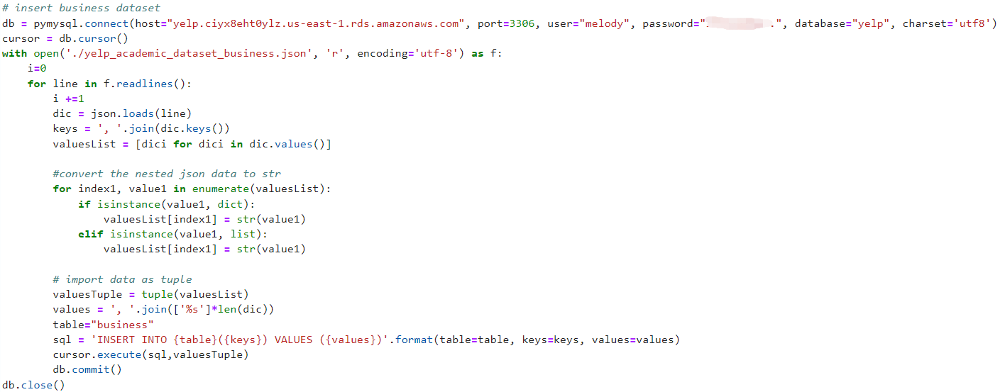 # insert business dataset
db = pymysql.connect(host="yelp.ciyx8eht0ylz.us-east-1.rds.amazonaws.com", port=3306, user="melody", password=" .", database="yelp", charset='utf8')
cursor = db.cursor()
with open('./yelp_academic_dataset_business.json', 'r', encoding='utf-8') as f:
    i=0
    for line in f.readlines():
        i +=1
        dic = json.loads(line)
        keys = ', '.join(dic.keys())
        valuesList = [dici for dici in dic.values()]

        #convert the nested json data to str
        for index1, value1 in enumerate(valuesList):
            if isinstance(value1, dict):
                valuesList[index1] = str(value1)
            elif isinstance(value1, list):
                valuesList[index1] = str(value1)

        # import data as tuple
        valuesTuple = tuple(valuesList)
        values = ', '.join(['%s']*len(dic))
        table="business"
        sql = 'INSERT INTO {table}({keys}) VALUES ({values})'.format(table=table, keys=keys, values=values)
        cursor.execute(sql,valuesTuple)
        db.commit()
db.close()